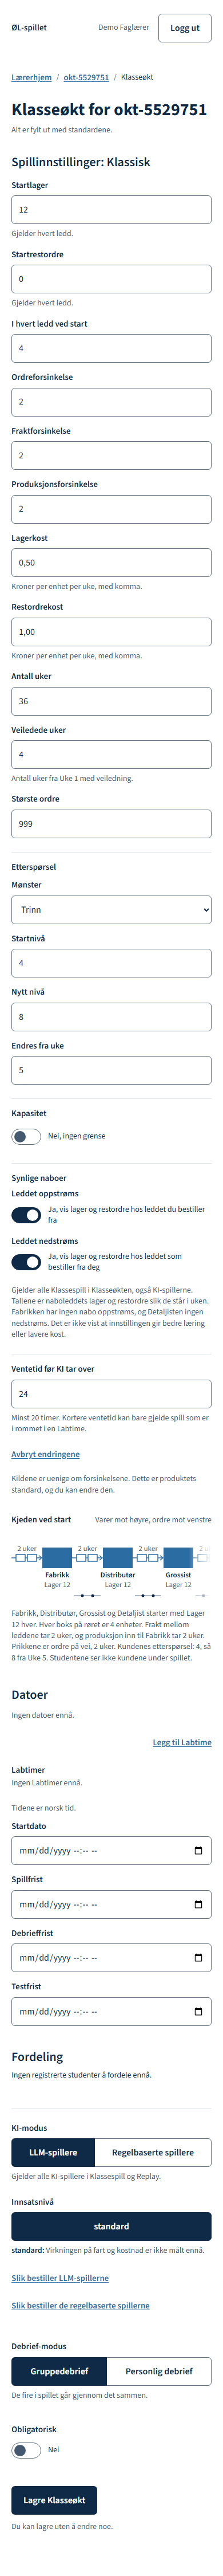 ØL-spillet
Demo Faglærer
Logg ut
Lærerhjem / okt-5529751 / Klasseøkt
Klasseøkt for okt-5529751
Alt er fylt ut med standardene.
Spillinnstillinger: Klassisk
Startlager
12
Gjelder hvert ledd.
Startrestordre
0
Gjelder hvert ledd.
I hvert ledd ved start
4
Ordreforsinkelse
2
Fraktforsinkelse
2
Produksjonsforsinkelse
2
Lagerkost
0,50
Kroner per enhet per uke, med komma.
Restordrekost
1,00
Kroner per enhet per uke, med komma.
Antall uker
36
Veiledede uker
4
Antall uker fra Uke 1 med veiledning.
Største ordre
999
Etterspørsel
Mønster
Trinn
Startnivå
4
Nytt nivå
8
Endres fra uke
5
Kapasitet
Nei, ingen grense
Synlige naboer
Leddet oppstrøms
Ja, vis lager og restordre hos leddet du bestiller
fra
Leddet nedstrøms
Ja, vis lager og restordre hos leddet som
bestiller fra deg
Gjelder alle Klassespill i Klasseøkten, også KI-spillerne.
Tallene er naboleddets lager og restordre slik de står i uken.
Fabrikken har ingen nabo oppstrøms, og Detaljisten ingen
nedstrøms. Det er ikke vist at innstillingen gir bedre læring
eller lavere kost.
Ventetid før KI tar over
24
Minst 20 timer. Kortere ventetid kan bare gjelde spill som er
i rommet i en Labtime.
Avbryt endringene
Kildene er uenige om forsinkelsene. Dette er produktets
standard, og du kan endre den.
Kjeden ved start
Varer mot høyre, ordre mot venstre
2 uker
2 uker
2 uker
Fabrikk
Distributør
Grossist
Lager 12
Lager 12
Lager 12
Fabrikk, Distributør, Grossist og Detaljist starter med Lager
12 hver. Hver boks på røret er 4 enheter. Frakt mellom
leddene tar 2 uker, og produksjon inn til Fabrikk tar 2 uker.
Prikkene er ordre på vei, 2 uker. Kundenes etterspørsel: 4, så
8 fra Uke 5. Studentene ser ikke kundene under spillet.
Datoer
Ingen datoer ennå.
Legg til Labtime
Labtimer
Ingen Labtimer ennå.
Tidene er norsk tid.
Startdato
mm/dd/yyyy --:-- --
Spillfrist
mm/dd/yyyy --:-- --
Debrieffrist
mm/dd/yyyy --:-- --
Testfrist
mm/dd/yyyy --:-- --
Fordeling
Ingen registrerte studenter å fordele ennå.
KI-modus
LLM-spillere
Regelbaserte spillere
Gjelder alle KI-spillere i Klassespill og Replay.
Innsatsnivå
standard
standard: Virkningen på fart og kostnad er ikke målt ennå.
Slik bestiller LLM-spillerne
Slik bestiller de regelbaserte spillerne
Debrief-modus
Gruppedebrief
Personlig debrief
De fire i spillet går gjennom det sammen.
Obligatorisk
Nei
Lagre Klasseøkt
Du kan lagre uten å endre noe.